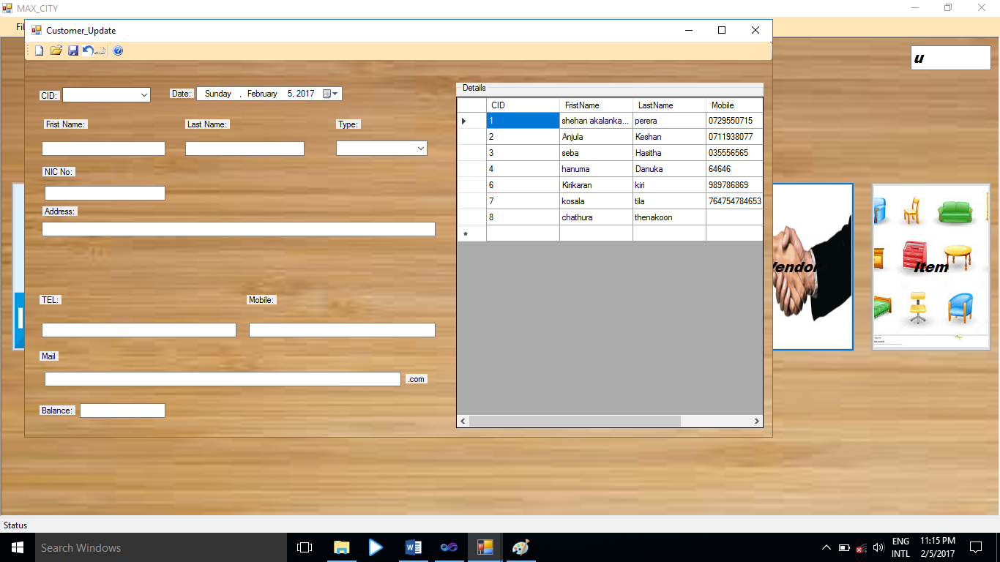 MAX_CITY
Fil
Customer_Update
u
CID:
Date:
Sunday , February 5, 2017
Frist Name:
Last Name:
Type:
NIC No:
Address:
TEL:
Mobile:
Mail
.com
Balance:
Details
CID FristName LastName Mobile
1 shehan akalanka... perera 0729550715
2 Anjula Keshan 0711938077
3 seba Hasitha 035556565
4 hanuma Danuka 64646
6 Kirikaran kiri 989786869
7 kosala tila 764754784653
8 chathura thenakoon
*
Vendor
Item
Status
Search Windows
ENG
INTL
11:15 PM
2/5/2017